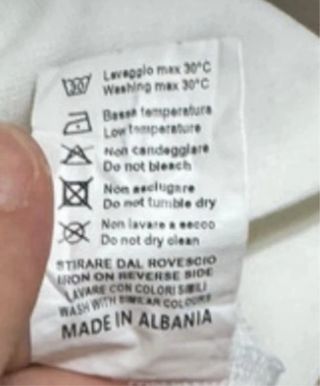 30°
Lavaggio max 30°C
Washing max 30°C
Bassa temperatura
Low temperature
Non candeggiare
Do not bleach
Non asciugare
Do not tumble dry
Non lavare a secco
Do not dry clean
STIRARE DAL ROVESCIO
IRON ON REVERSE SIDE
LAVARE CON COLORI SIMILI
WASH WITH SIMILAR COLOURS
MADE IN ALBANIA